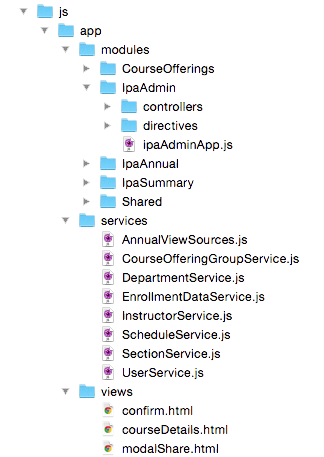 js
app
modules
CourseOfferings
IpaAdmin
controllers
directives
ipaAdminApp.js
IpaAnnual
IpaSummary
Shared
services
AnnualViewSources.js
CourseOfferingGroupService.js
DepartmentService.js
EnrollmentDataService.js
InstructorService.js
ScheduleService.js
SectionService.js
UserService.js
views
confirm.html
courseDetails.html
modalShare.html